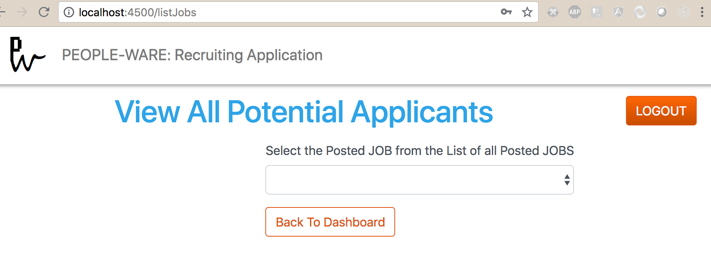 localhost:4500/listJobs
ABP
PEOPLE-WARE: Recruiting Application
View All Potential Applicants
LOGOUT
Select the Posted JOB from the List of all Posted JOBS
Back To Dashboard